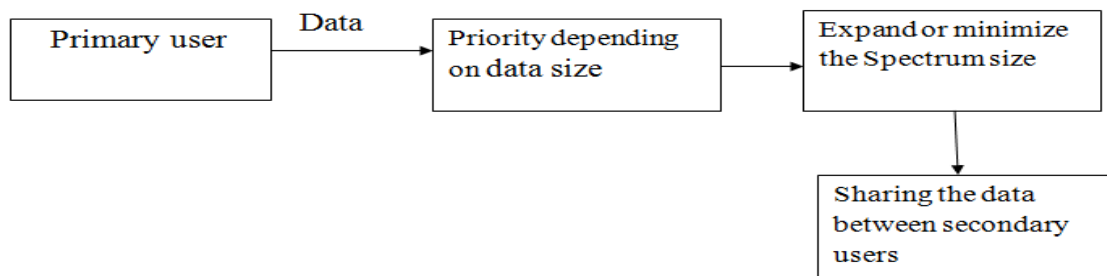 Primary user
Data
Priority depending
on data size
Expand or minimize
the Spectrum size
Sharing the data
between secondary
users